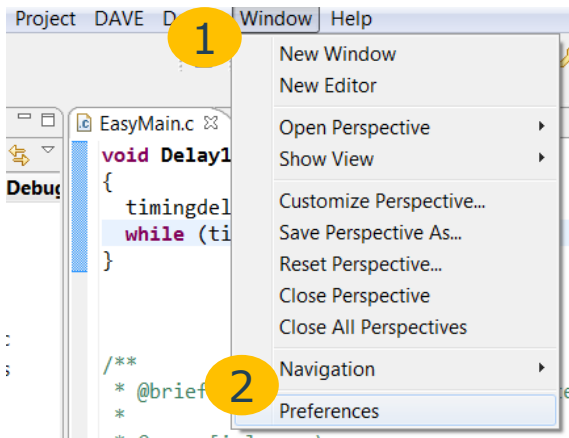 Project DAVE D 1 Window Help
New Window
New Editor
EasyMain.c
Open Perspective
void Delay1
Show View
Debug
{
timingdel
Customize Perspective...
while (ti
Save Perspective As...
}
Reset Perspective...
Close Perspective
Close All Perspectives
/**
Navigation
* @brief
2
*
Preferences